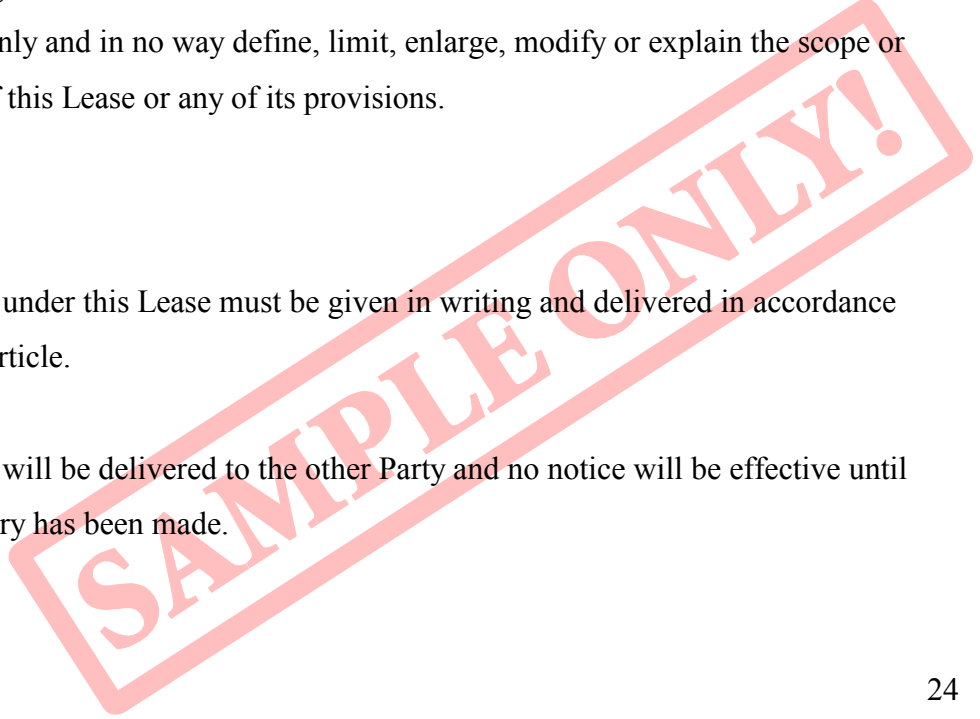 nly and in no way define, limit, enlarge, modify or explain the scope or
f this Lease or any of its provisions.
under this Lease must be given in writing and delivered in accordance
rticle.
will be delivered to the other Party and no notice will be effective until
ry has been made.
SAMPLE ONLY!
24